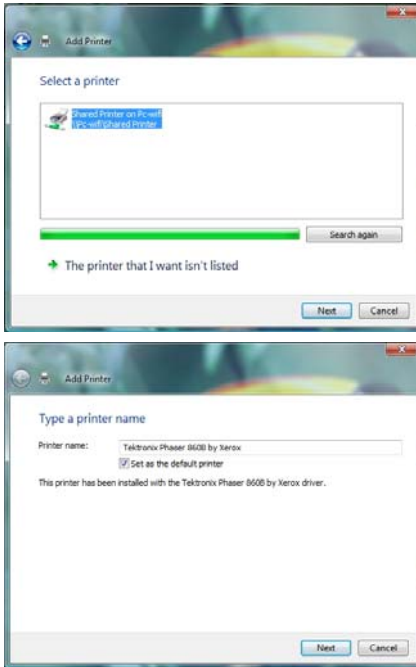 Add Printer
Select a printer
Shared Printer on Pc-wifi
\\Pc-wifi\Shared Printer
Search again
The printer that I want isn't listed
Next
Cancel
Add Printer
Type a printer name
Printer name:
Tektronix Phaser 860B by Xerox
Set as the default printer
This printer has been installed with the Tektronix Phaser 860B by Xerox driver.
Next
Cancel